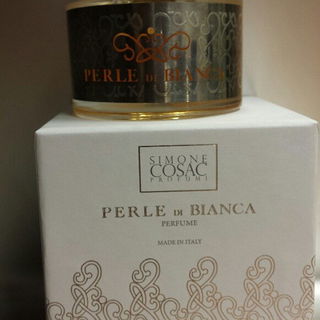 PERLE DI BIANCA
SIMONE
COSAC
PROFUMI
PERLE DI BIANCA
PERFUME
MADE IN ITALY